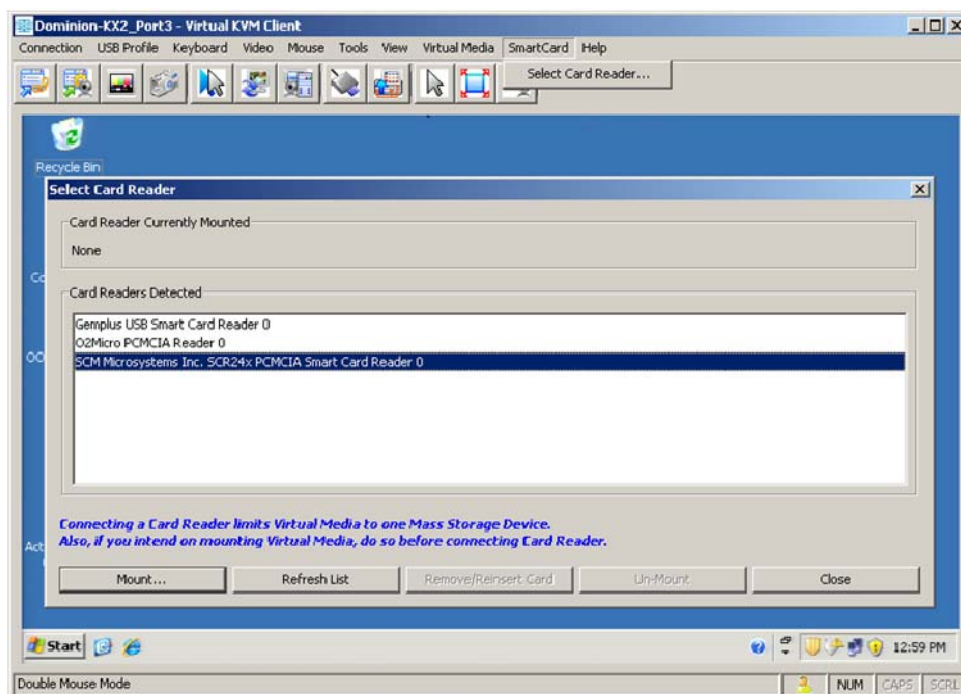 Dominion-KX2_Port3 - Virtual KVM Client
Connection USB Profile Keyboard Video Mouse Tools View Virtual Media SmartCard Help
Select Card Reader...
Recycle Bin
Select Card Reader
Card Reader Currently Mounted
None
Co
Card Readers Detected
Gemplus USB Smart Card Reader 0
O2Micro PCMCIA Reader 0
OO
SCM Microsystems Inc. SCR24x PCMCIA Smart Card Reader 0
Connecting a Card Reader limits Virtual Media to one Mass Storage Device.
Also, if you intend on mounting Virtual Media, do so before connecting Card Reader.
Act
Mount... Refresh List Remove/Reinsert Card Un-Mount Close
Start 12:59 PM
Double Mouse Mode NUM CAPS SCRL